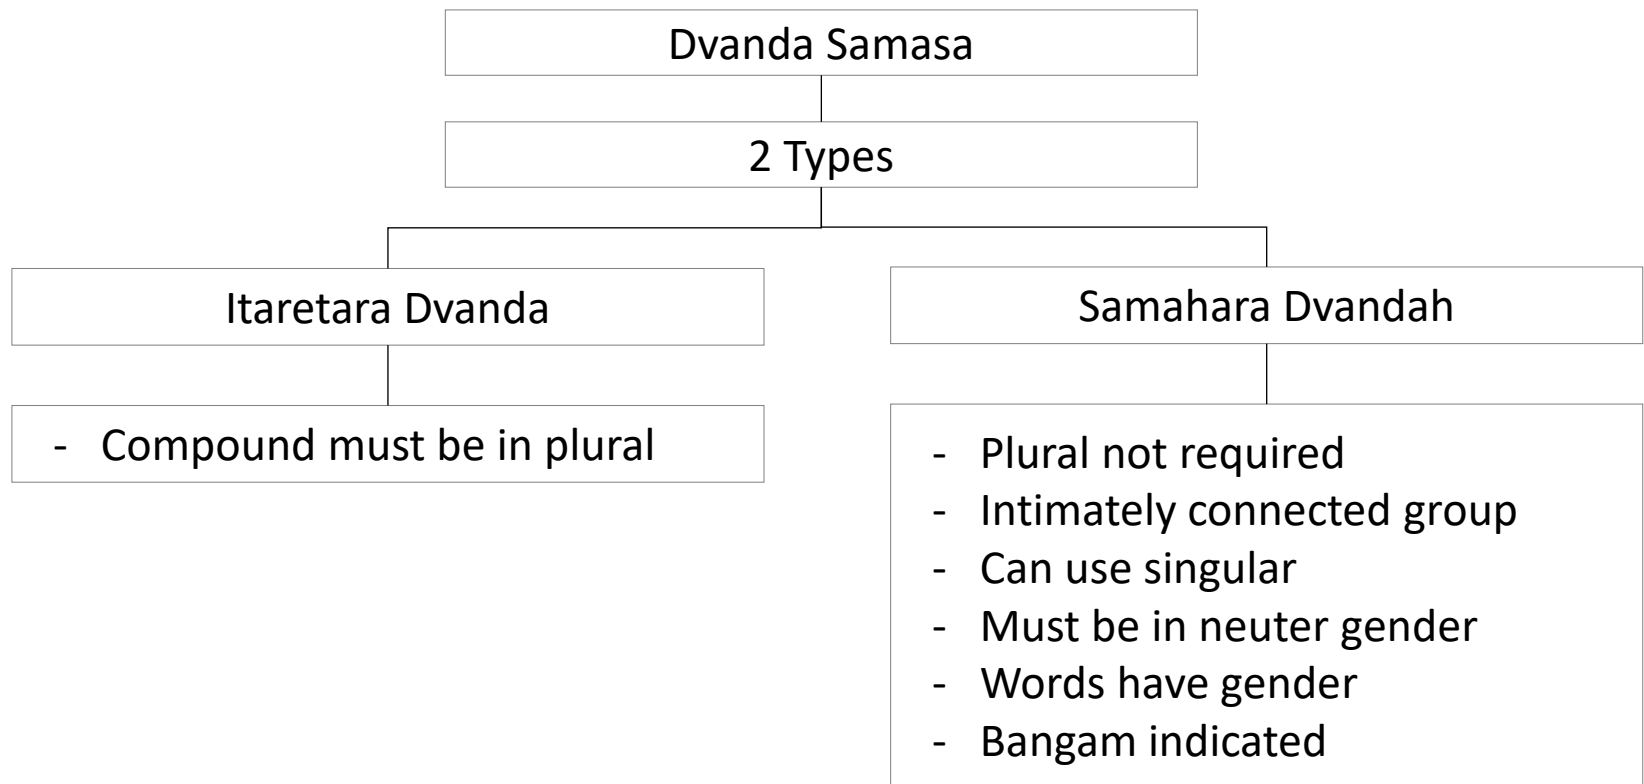 Dvanda Samasa
2 Types
Itaretara Dvanda
- Compound must be in plural
Samahara Dvandah
- Plural not required
- Intimately connected group
- Can use singular
- Must be in neuter gender
- Words have gender
- Bangam indicated